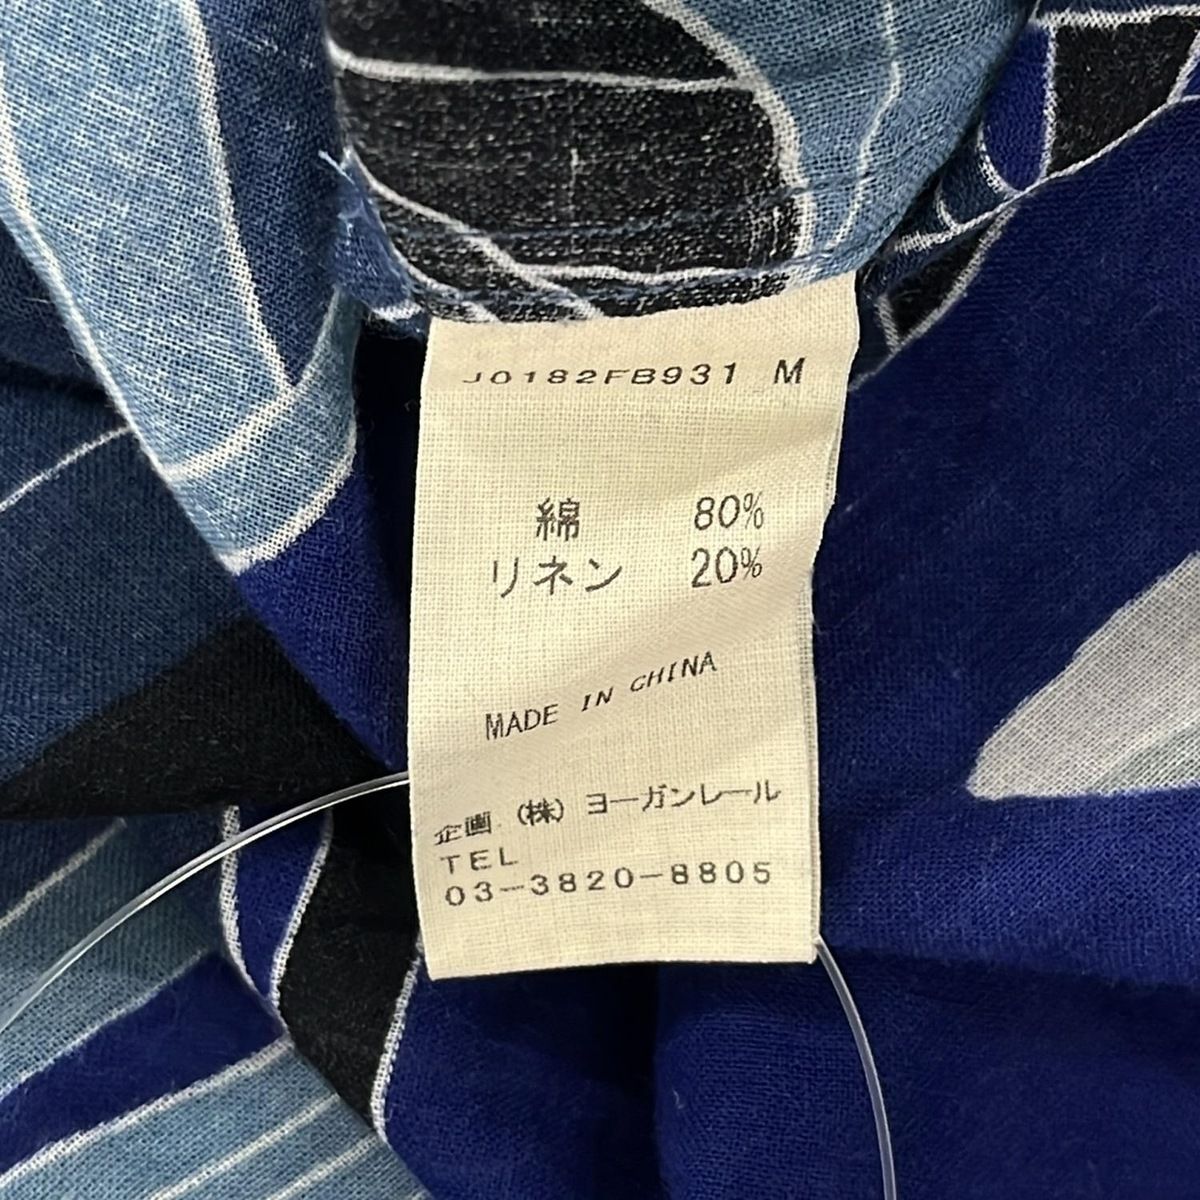 J0182FB931 M
綿 80%
リネン 20%
MADE IN CHINA
企画 (株) ヨーガンレール
TEL
03-3820-8805